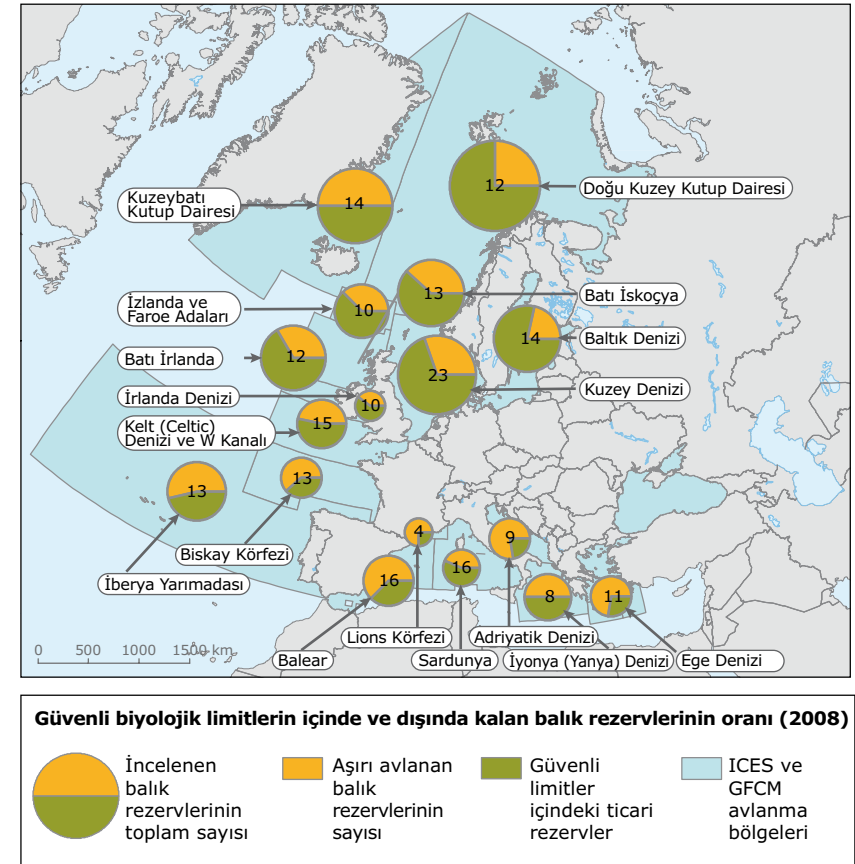 12
Doğu Kuzey Kutup Dairesi
Kuzeybatı
Kutup Dairesi
14
İzlanda ve
Faroe Adaları
10
13
Batı İskoçya
Batı İrlanda
12
14
Baltık Denizi
İrlanda Denizi
10
23
Kuzey Denizi
Kelt (Celtic)
Denizi ve W Kanalı
15
13
13
Biskay Körfezi
İberya Yarımadası
4
9
16
16
8
11
Lions Körfezi
Adriyatik Denizi
Balear
Sardunya
İyonya (Yanya) Denizi
Ege Denizi
0 500 1000 1500 km
Güvenli biyolojik limitlerin içinde ve dışında kalan balık rezervlerinin oranı (2008)
İncelenen
balık
rezervlerinin
toplam sayısı
Aşırı avlanan
balık
rezervlerinin
sayısı
Güvenli
limitler
içindeki ticari
rezervler
ICES ve
GFCM
avlanma
bölgeleri